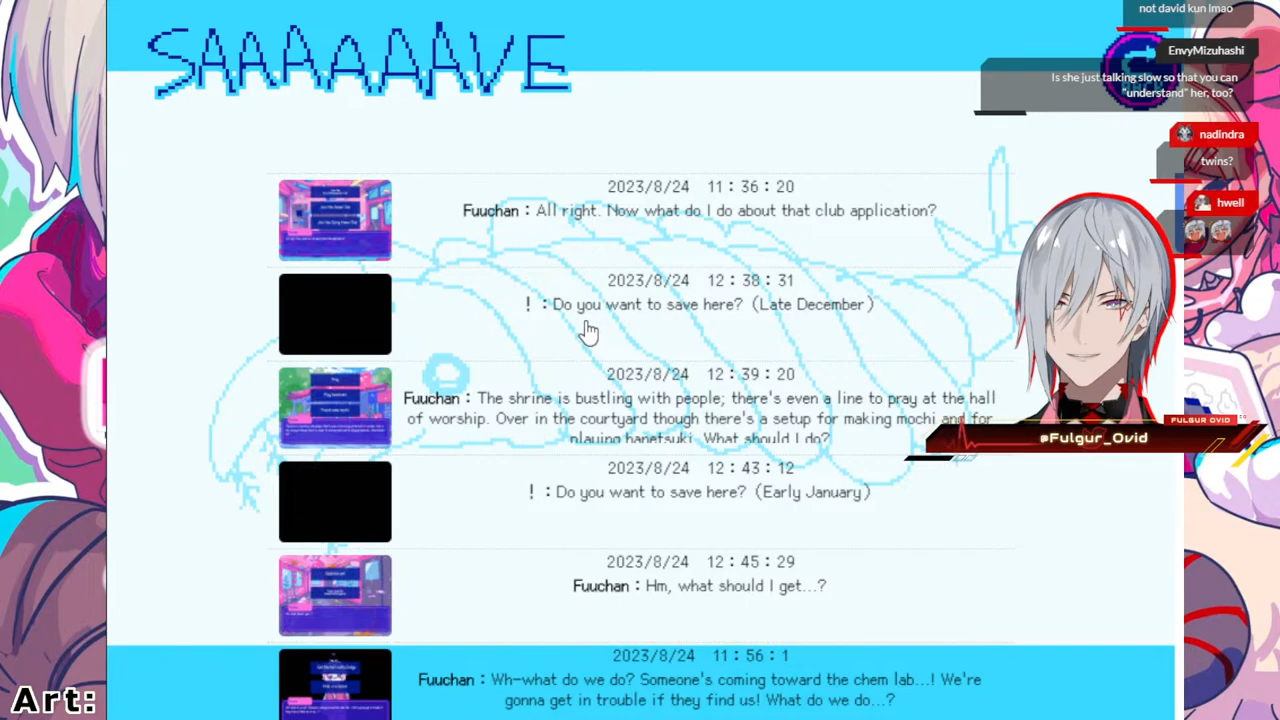 SAAAAAAVE
not david kun lmao
EnvyMizuhashi
Is she just talking slow so that you can
"understand" her, too?
nadindra
twins?
hwell
2023/8/24 11:36:20
Fuuchan:All right. Now what do I do about that club application?
2023/8/24 12:38:31
!:Do you want to save here? (Late December)
2023/8/24 12:39:20
Fuuchan:The shrine is bustling with people; there's even a line to pray at the hall
of worship. Over in the courtyard though there's space for making mochi and for
playing hanetsuki. What should I do?
2023/8/24 12:43:12
!:Do you want to save here? (Early January)
2023/8/24 12:45:29
Fuuchan:Hm, what should I get...?
2023/8/24 11:56:1
Fuuchan:Wh-what do we do? Someone's coming toward the chem lab...! We're
gonna get in trouble if they find us! What do we do...?
FULGUR OVID
@Fulgur_Ovid
Art: